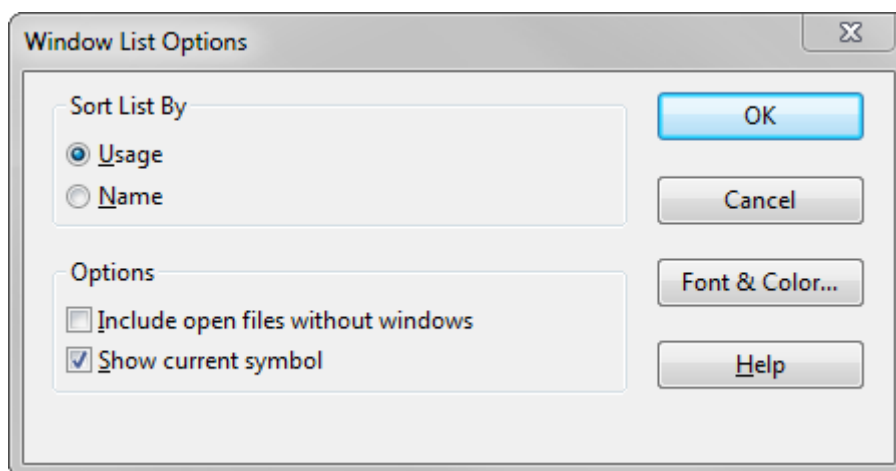 Window List Options
Sort List By
Usage
Name
Options
Include open files without windows
Show current symbol
OK
Cancel
Font & Color...
Help